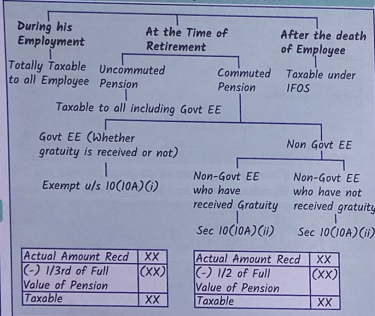 During his
Employment
At the Time of
Retirement
After the death
of Employee
Totally Taxable
to all Employee
Uncommuted
Pension
Commuted
Pension
Taxable under
IFOS
Taxable to all including Govt EE
Govt EE (Whether
gratuity is received or not)
Non Govt EE
Exempt u/s 10(10A)(i)
Non-Govt EE
who have
received Gratuity
Non-Govt EE
who have not
received gratuity
Sec 10(10A)(ii)
Sec 10(10A)(ii)
Actual Amount Recd XX
(-) 1/3rd of Full (XX)
Value of Pension
Taxable XX
Actual Amount Recd XX
(-) 1/2 of Full (XX)
Value of Pension
Taxable XX